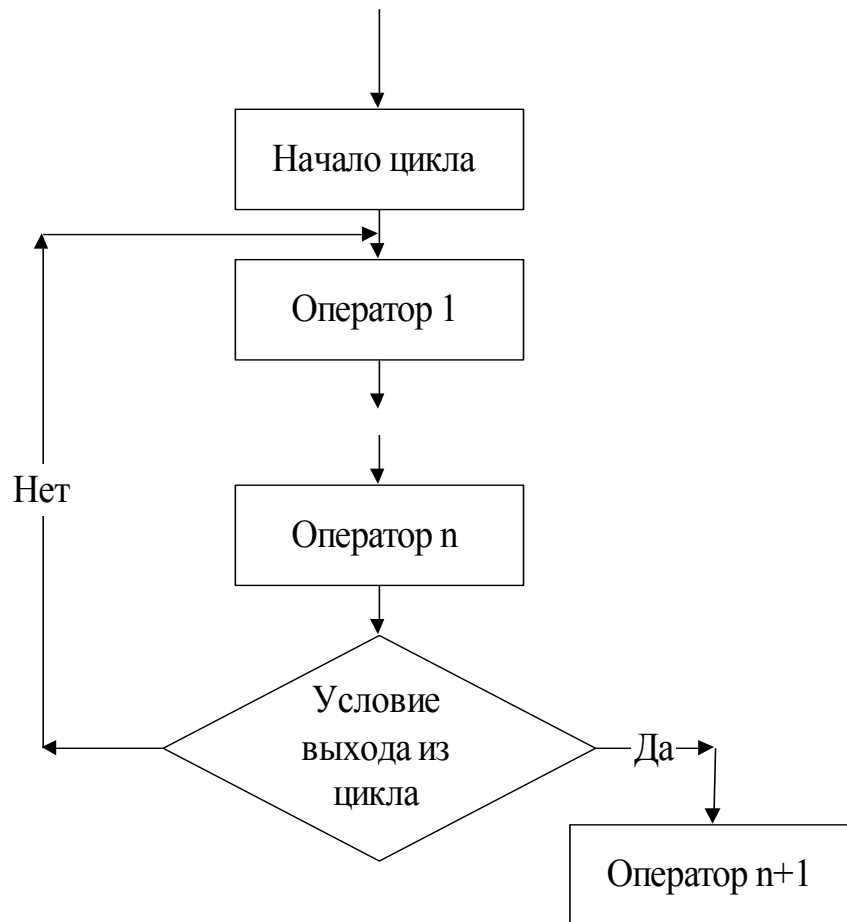 Начало цикла
Оператор 1
Нет
Оператор n
Условие
выхода из
цикла
Да
Оператор n+1